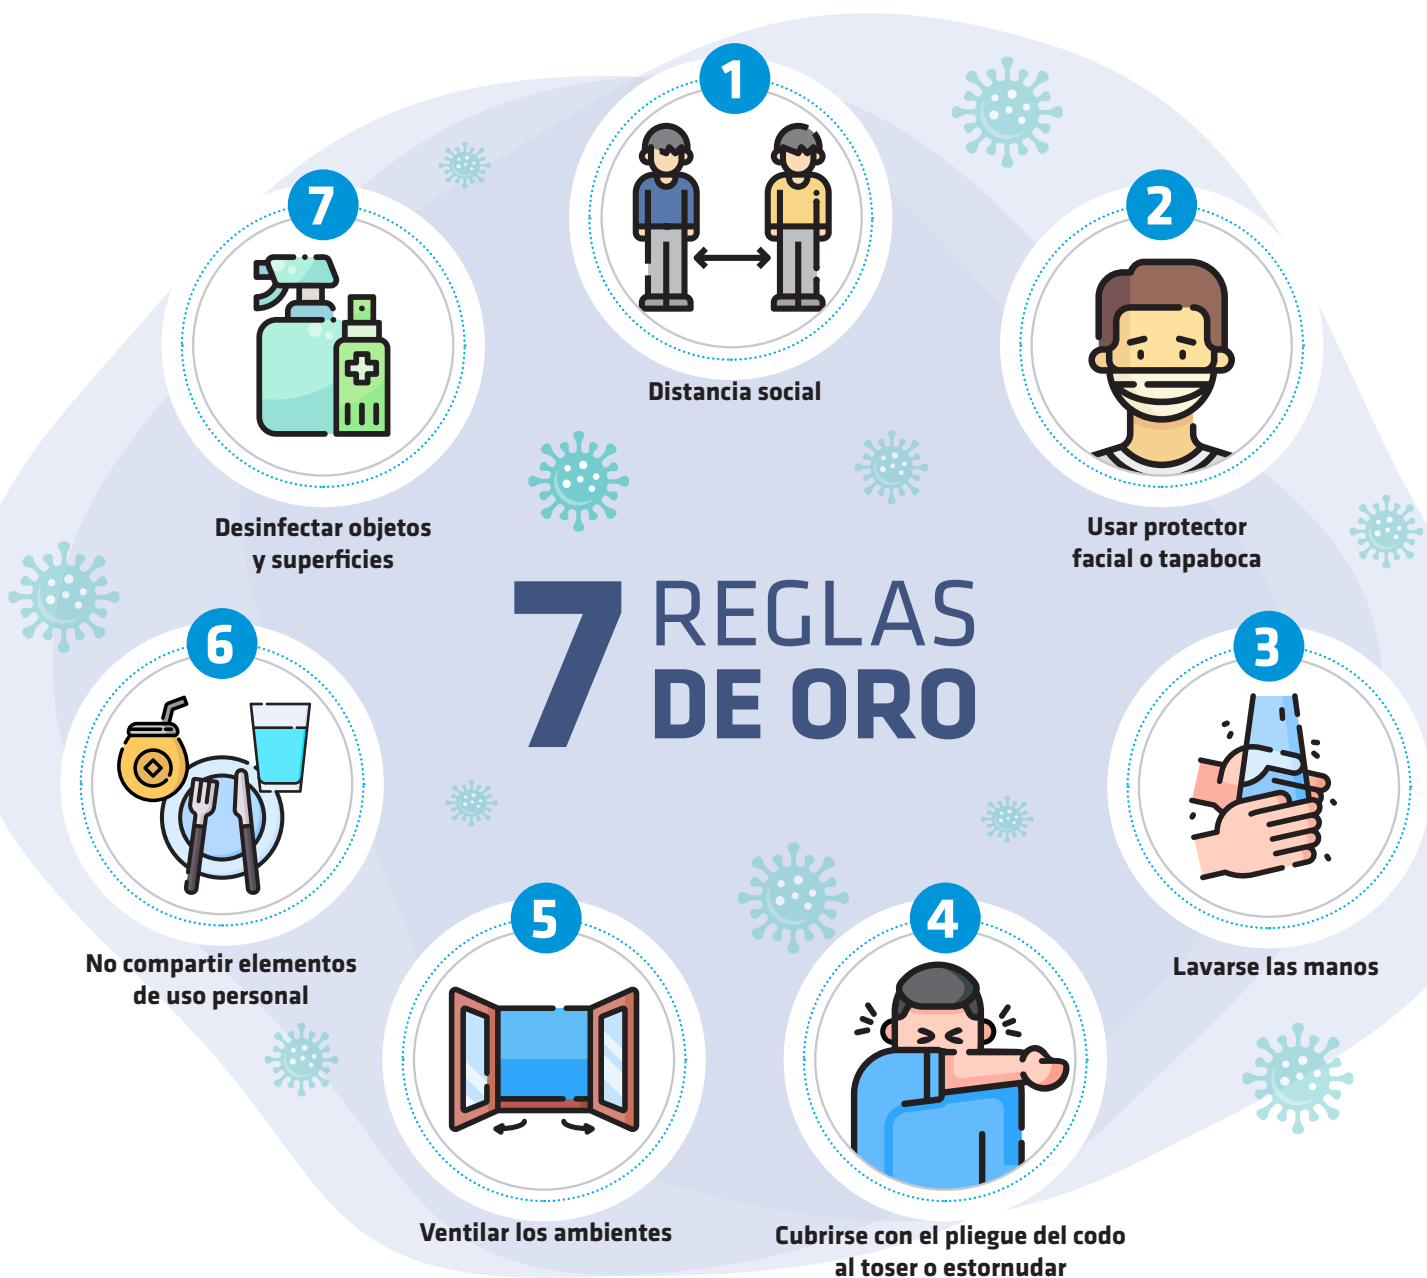 1
Distancia social
2
Usar protector
facial o tapaboca
3
Lavarse las manos
4
Cubrirse con el pliegue del codo
al toser o estornudar
5
Ventilar los ambientes
6
No compartir elementos
de uso personal
7
Desinfectar objetos
y superficies
7 REGLAS
DE ORO